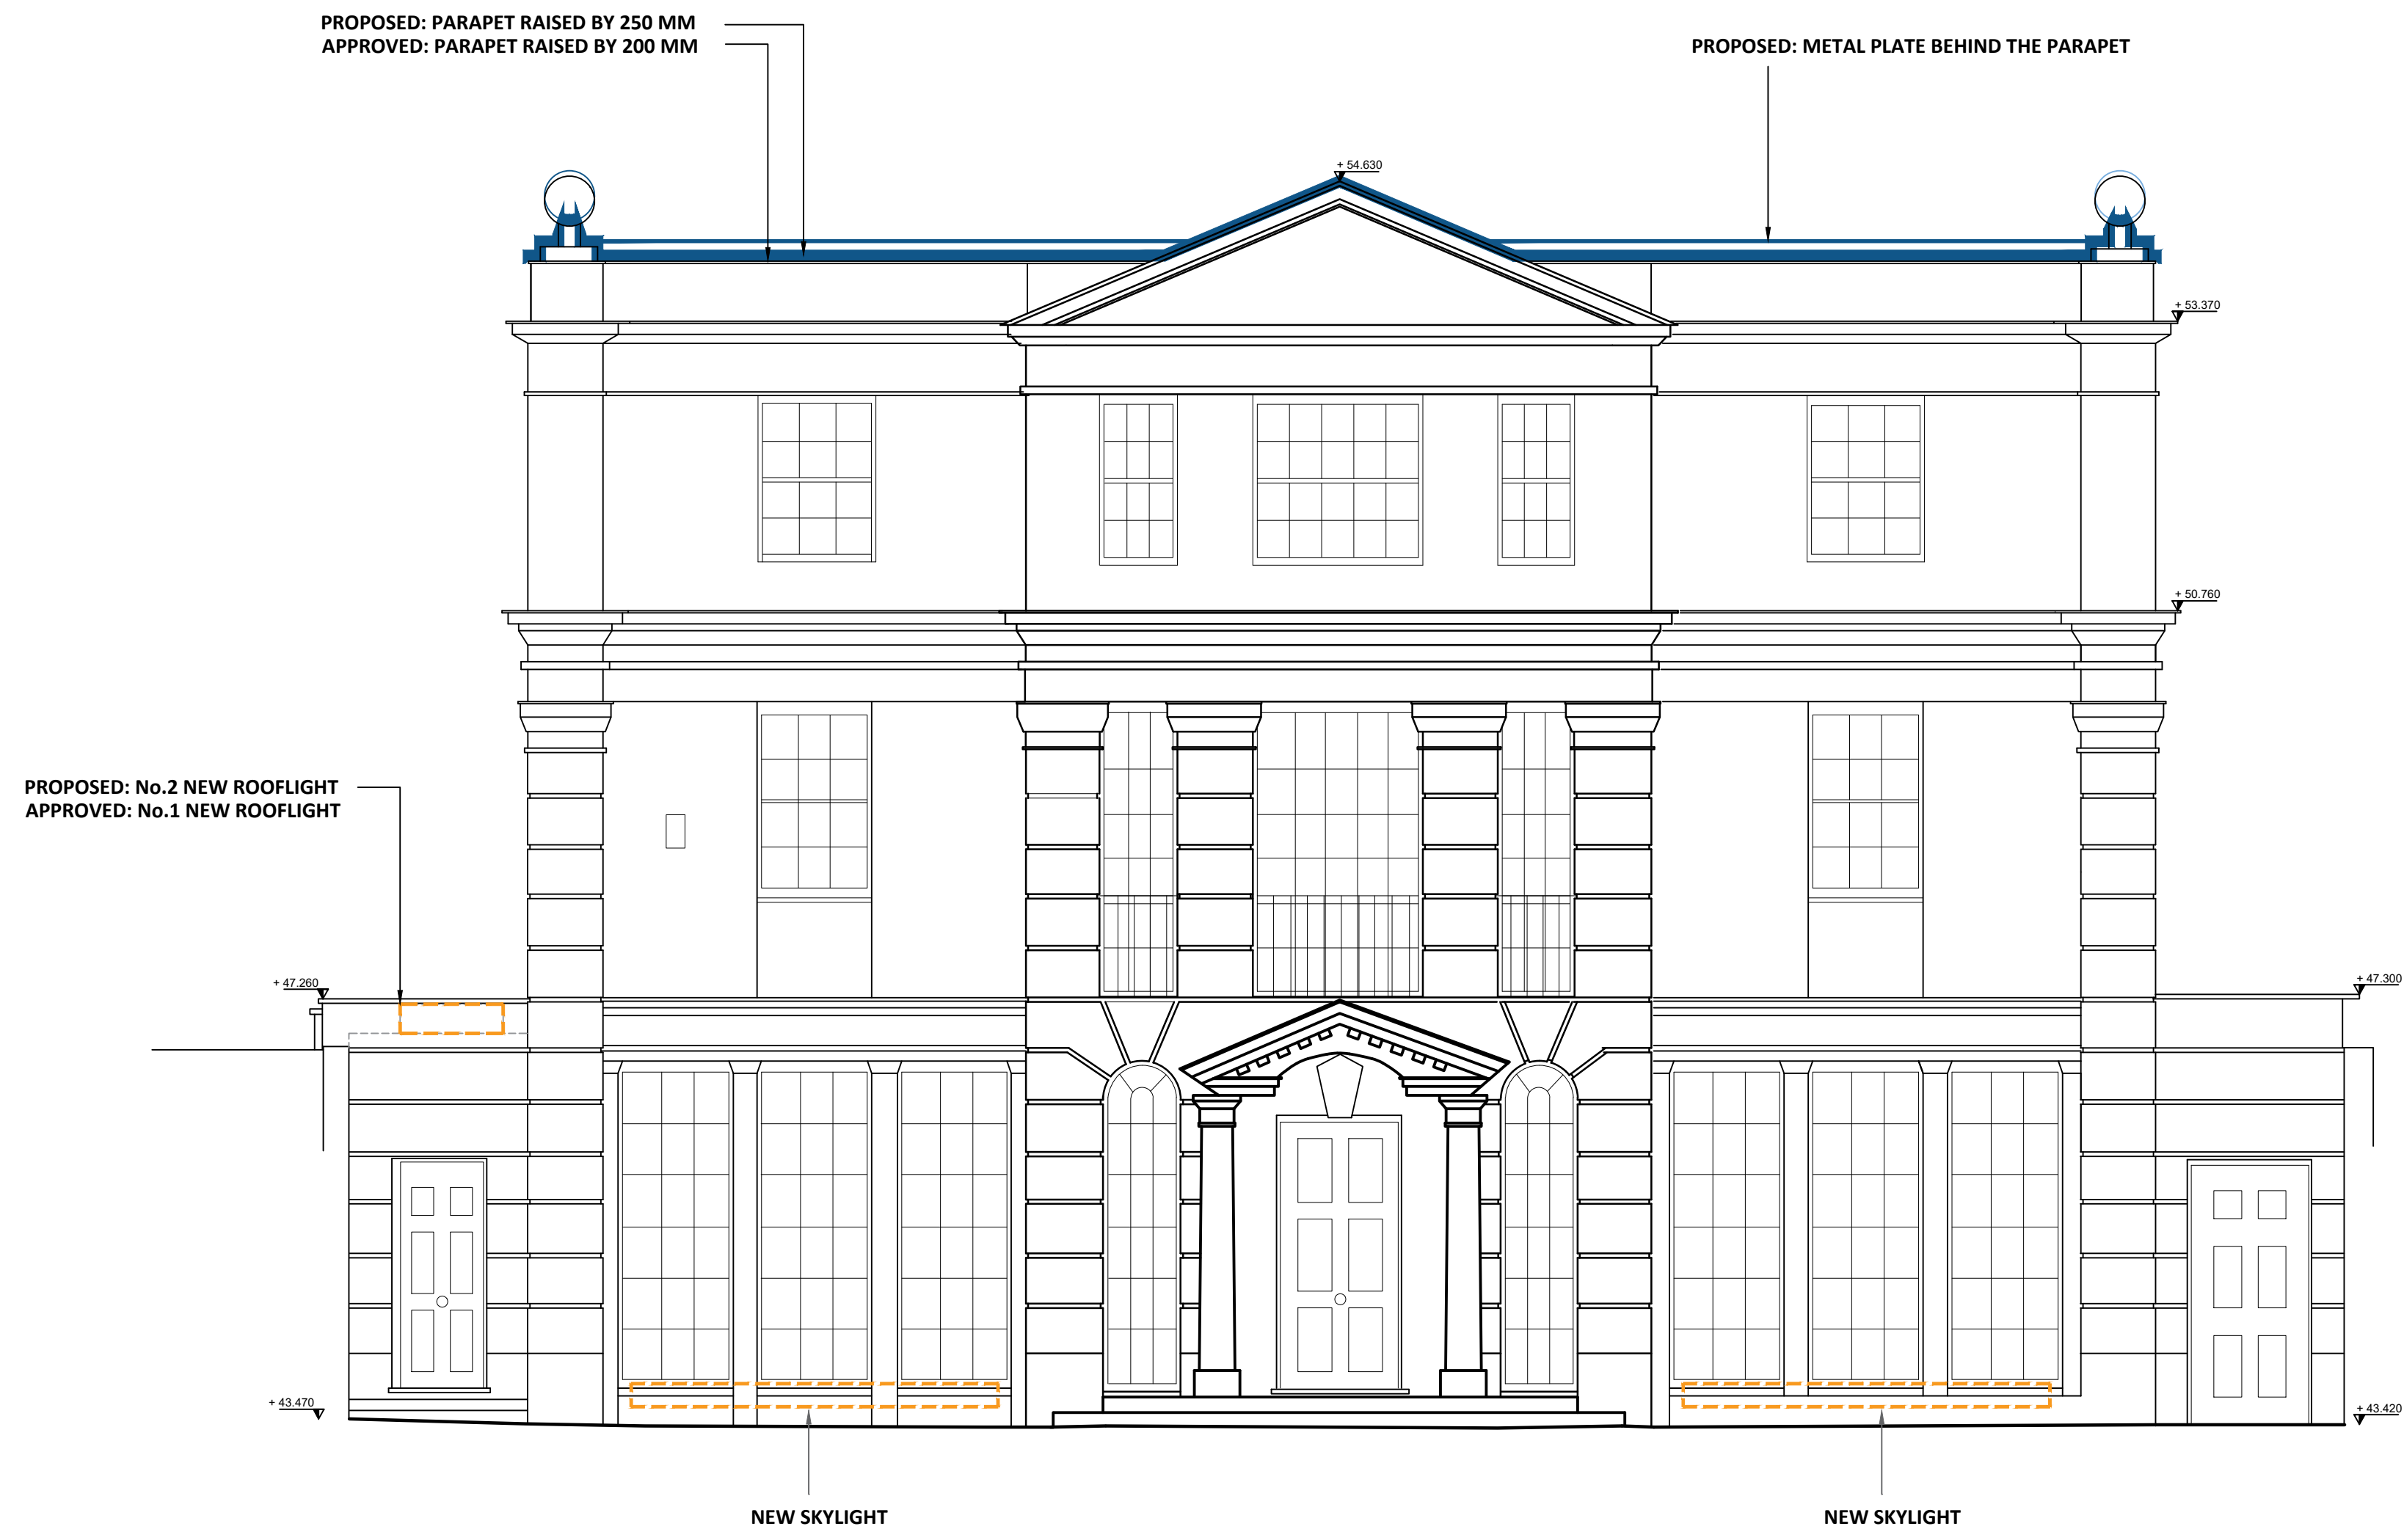 PROPOSED: PARAPET RAISED BY 250 MM
APPROVED: PARAPET RAISED BY 200 MM
PROPOSED: METAL PLATE BEHIND THE PARAPET
+ 54.630
+ 53.370
+ 50.760
PROPOSED: No.2 NEW ROOFLIGHT
APPROVED: No.1 NEW ROOFLIGHT
+ 47.260
+ 47.300
+ 43.470
+ 43.420
NEW SKYLIGHT
NEW SKYLIGHT